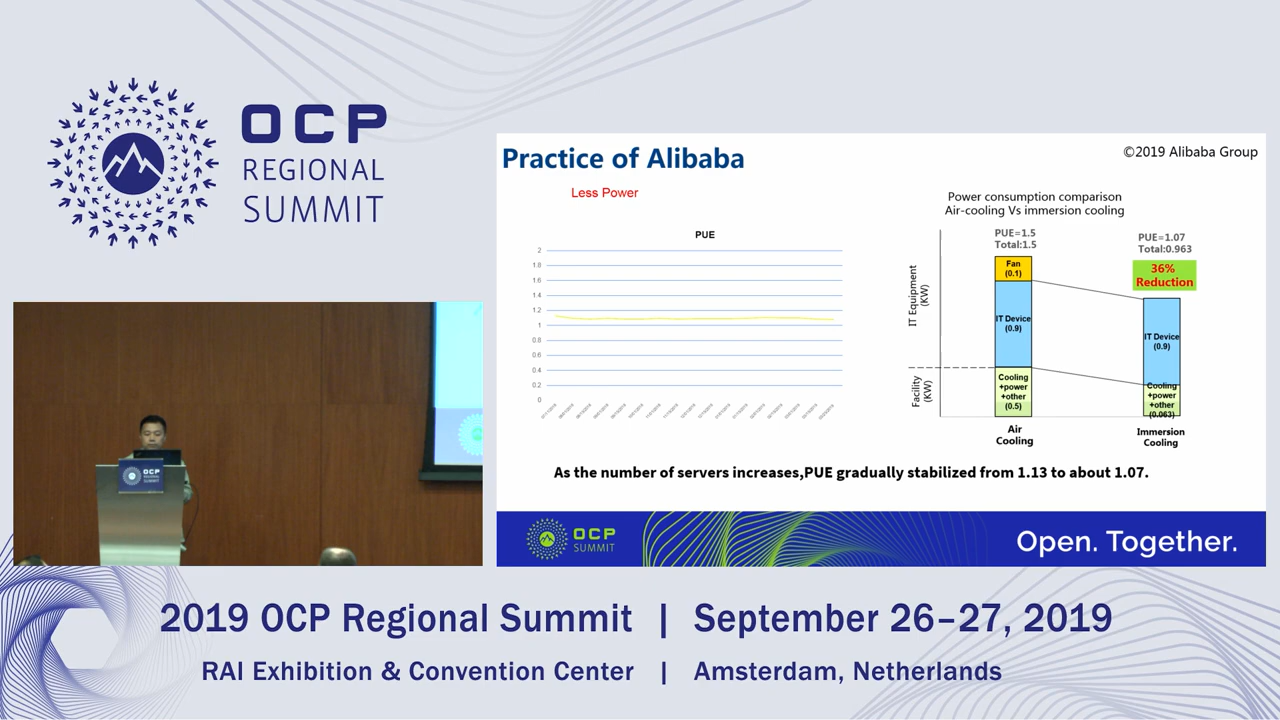 OCP
REGIONAL
SUMMIT
Practice of Alibaba
©2019 Alibaba Group
Less Power
PUE
2
1.8
1.6
1.4
1.2
1
0.8
0.6
0.4
0.2
0
Power consumption comparison
Air-cooling Vs immersion cooling
PUE=1.5
Total:1.5
PUE=1.07
Total:0.963
36%
Reduction
IT Equipment
(KW)
Facility
(KW)
Fan
(0.1)
IT Device
(0.9)
Cooling
+power
+other
(0.5)
IT Device
(0.9)
Cooling
+power
+other
(0.063)
Air
Cooling
Immersion
Cooling
As the number of servers increases,PUE gradually stabilized from 1.13 to about 1.07.
OCP
SUMMIT
Open. Together.
OCP
2019 OCP Regional Summit | September 26–27, 2019
RAI Exhibition & Convention Center | Amsterdam, Netherlands